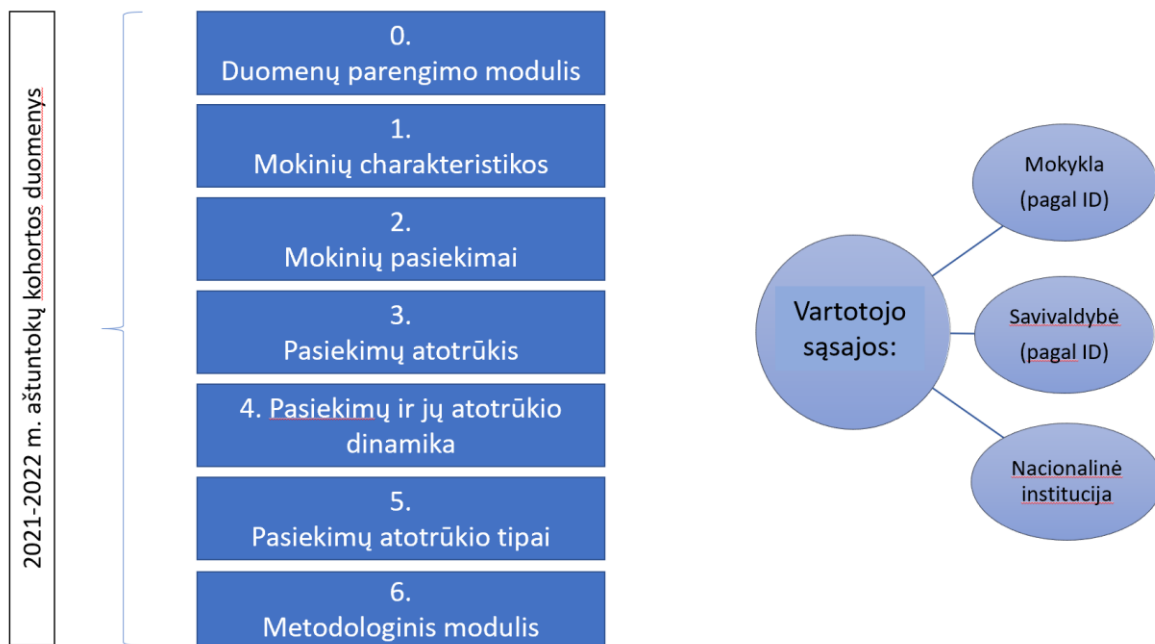 2021-2022 m. aštuntokų kohortos duomenys
0.
Duomenų parengimo modulis
1.
Mokinių charakteristikos
2.
Mokinių pasiekimai
3.
Pasiekimų atotrūkis
4. Pasiekimų ir jų atotrūkio
dinamika
5.
Pasiekimų atotrūkio tipai
6.
Metodologinis modulis
Vartotojo
sąsajos:
Mokykla
(pagal ID)
Savivaldybė
(pagal ID)
Nacionalinė
institucija